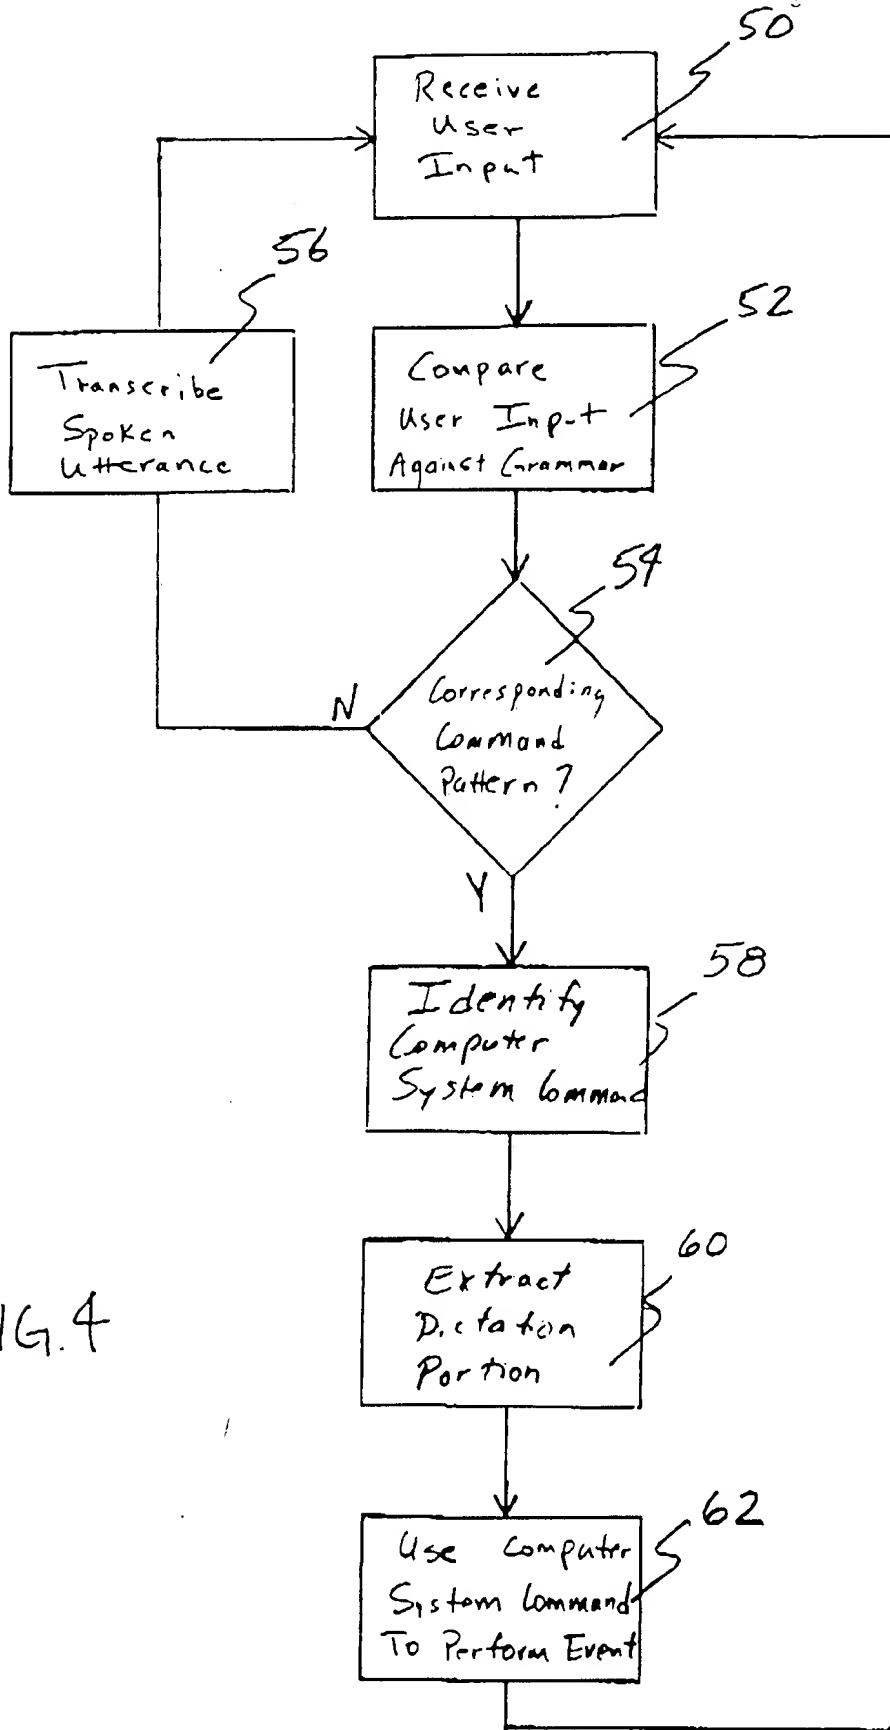 50
Receive
User
Input
56
52
Transcribe
Spoken
Utterance
Compare
User Input
Against Grammar
54
N
Corresponding
Command
Pattern?
Y
58
Identify
Computer
System Command
60
Extract
Dictation
Portion
IG. 4
62
Use Computer
System Command
To Perform Event